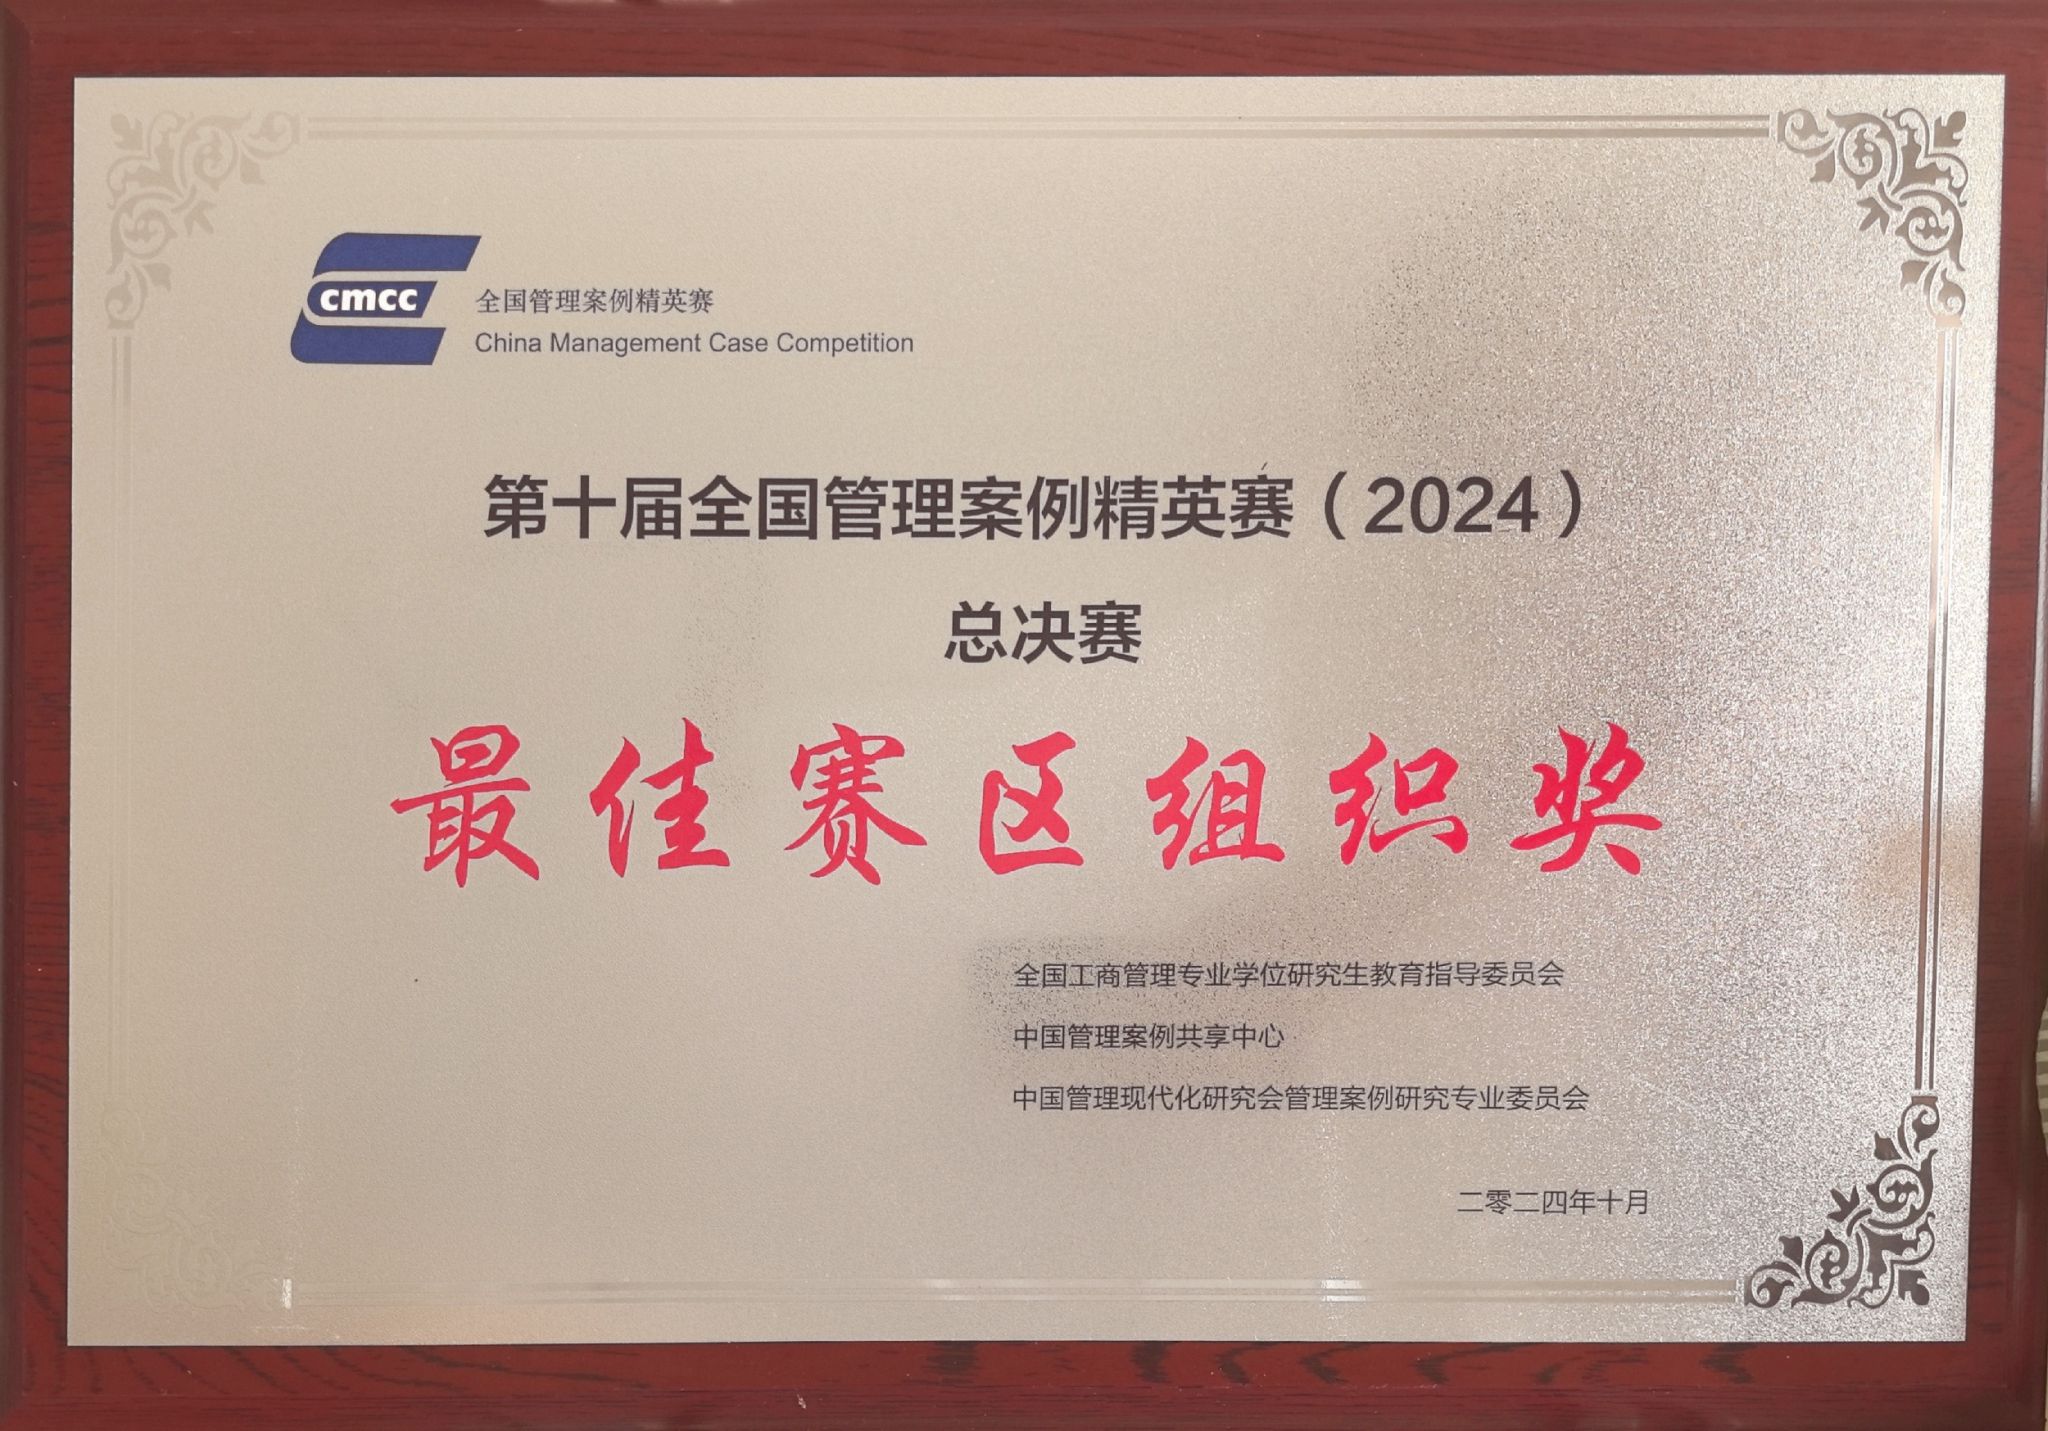 cmcc
全国管理案例精英赛
China Management Case Competition
第十届全国管理案例精英赛（2024）
总决赛
最佳赛区组织奖
全国工商管理专业学位研究生教育指导委员会
中国管理案例共享中心
中国管理现代化研究会管理案例研究专业委员会
二零二四年十月